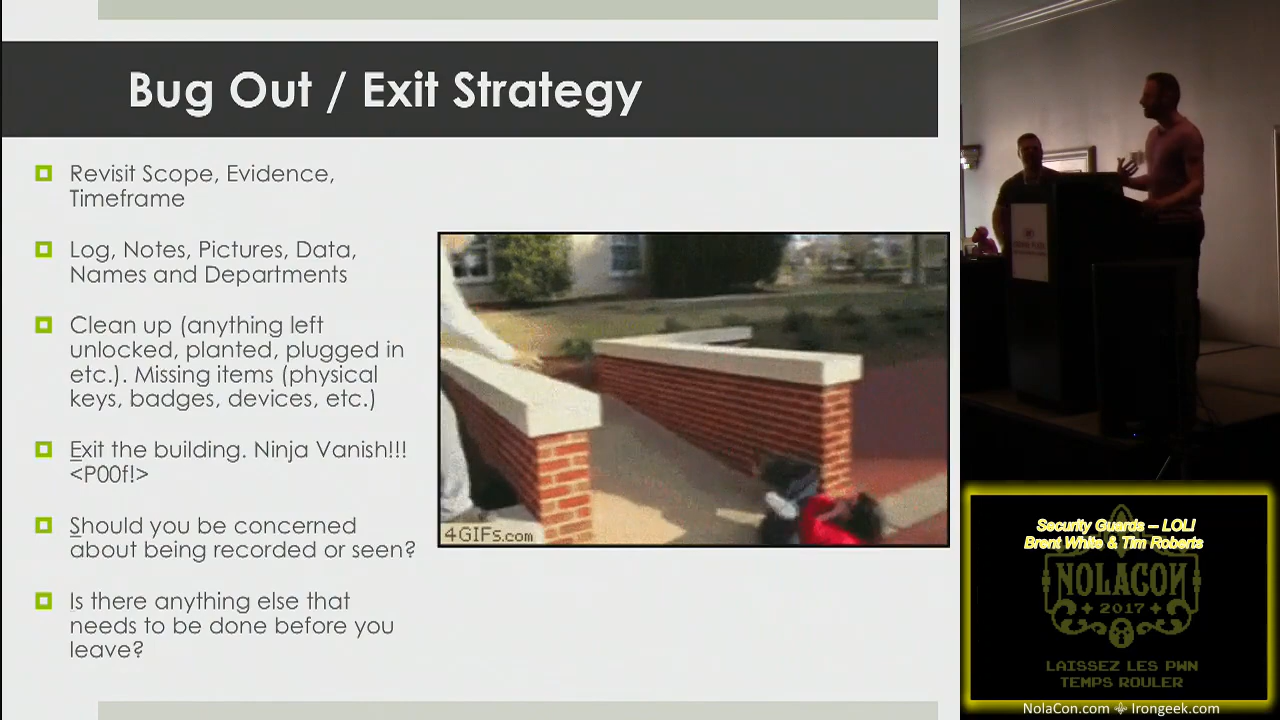 Bug Out / Exit Strategy
Revisit Scope, Evidence,
Timeframe
Log, Notes, Pictures, Data,
Names and Departments
Clean up (anything left
unlocked, planted, plugged in
etc.). Missing items (physical
keys, badges, devices, etc.)
Exit the building. Ninja Vanish!!!
<P00f!>
Should you be concerned
about being recorded or seen?
Is there anything else that
needs to be done before you
leave?
4GIFs.com
Security Guards -- LOL!
Brent White & Tim Roberts
NOLACON
2017
LAISSEZ LES PWN
TEMPS ROULER
NolaCon.com Irongeek.com